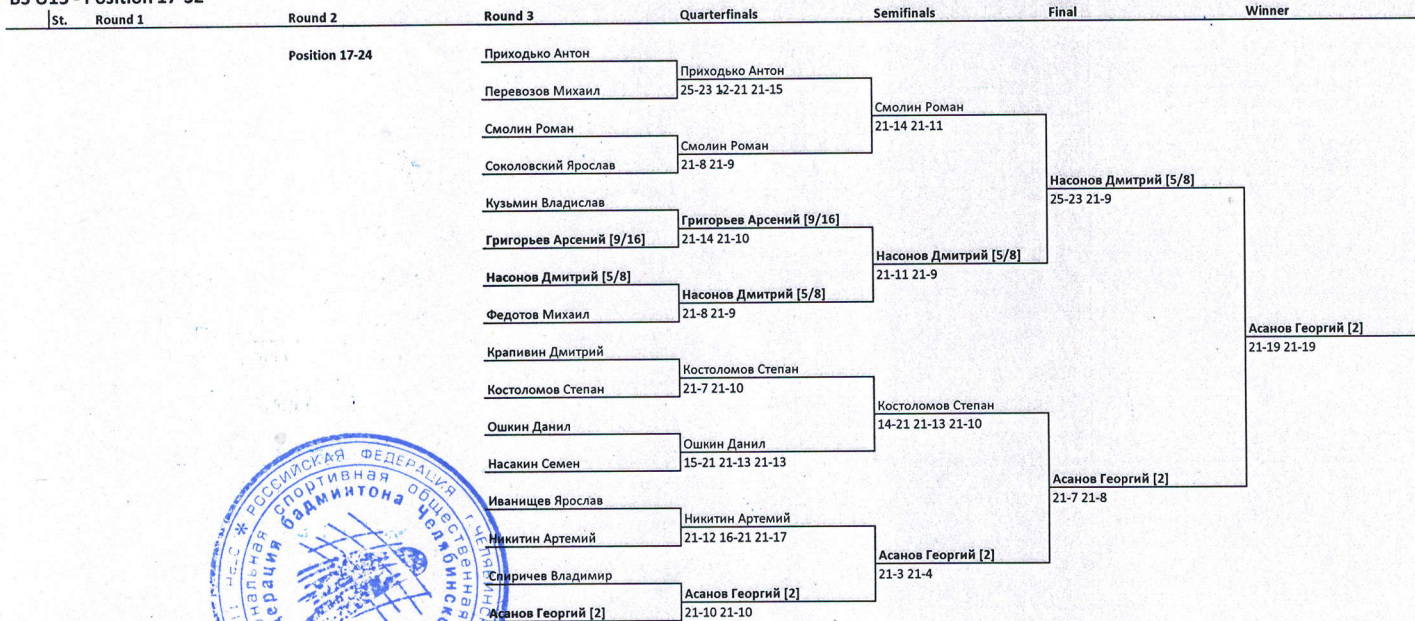 BS U15 - Position 17-32
St. Round 1 Round 2 Round 3 Quarterfinals Semifinals Final Winner
Position 17-24
Приходько Антон
Приходько Антон
25-23 12-21 21-15
Перевозов Михаил
Смолин Роман
21-14 21-11
Смолин Роман
Смолин Роман
21-8 21-9
Соколовский Ярослав
Насонов Дмитрий [5/8]
25-23 21-9
Кузьмин Владислав
Григорьев Арсений [9/16]
21-14 21-10
Григорьев Арсений [9/16]
Насонов Дмитрий [5/8]
21-11 21-9
Насонов Дмитрий [5/8]
Насонов Дмитрий [5/8]
21-8 21-9
Федотов Михаил
Асанов Георгий [2]
21-19 21-19
Крапивин Дмитрий
Костоломов Степан
21-7 21-10
Костоломов Степан
Костоломов Степан
14-21 21-13 21-10
Ошкин Данил
Ошкин Данил
15-21 21-13 21-13
Насакин Семен
Асанов Георгий [2]
21-7 21-8
Иванищев Ярослав
Никитин Артемий
21-12 16-21 21-17
Никитин Артемий
Асанов Георгий [2]
21-3 21-4
Спиричев Владимир
Асанов Георгий [2]
21-10 21-10
Асанов Георгий [2]
РОССИЙСКАЯ ФЕДЕРАЦИЯ
спортивная общественная
бадминтона